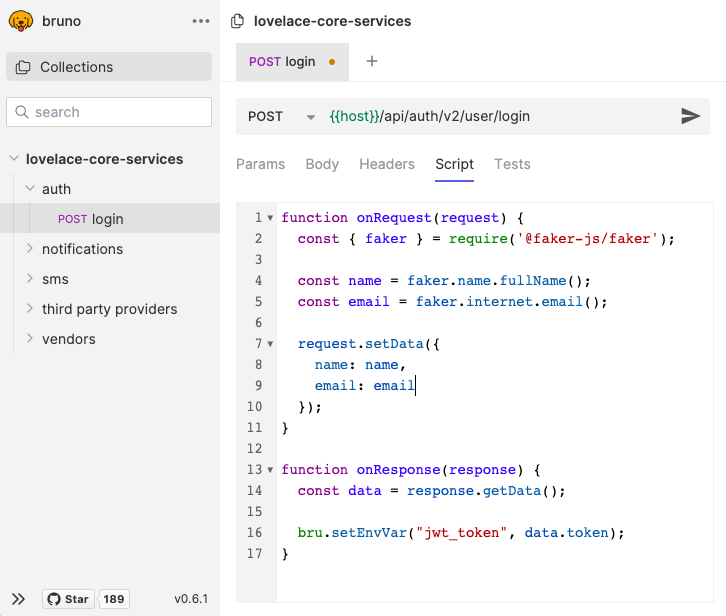 bruno
Collections
search
lovelace-core-services
auth
POST login
notifications
sms
third party providers
vendors
Star 189
v0.6.1
lovelace-core-services
POST login
POST {{host}}/api/auth/v2/user/login
Params Body Headers Script Tests
1 function onRequest(request) {
2 const { faker } = require('@faker-js/faker');
3
4 const name = faker.name.fullName();
5 const email = faker.internet.email();
6
7 request.setData({
8 name: name,
9 email: email
10 });
11 }
12
13 function onResponse(response) {
14 const data = response.getData();
15
16 bru.setEnvVar("jwt_token", data.token);
17 }